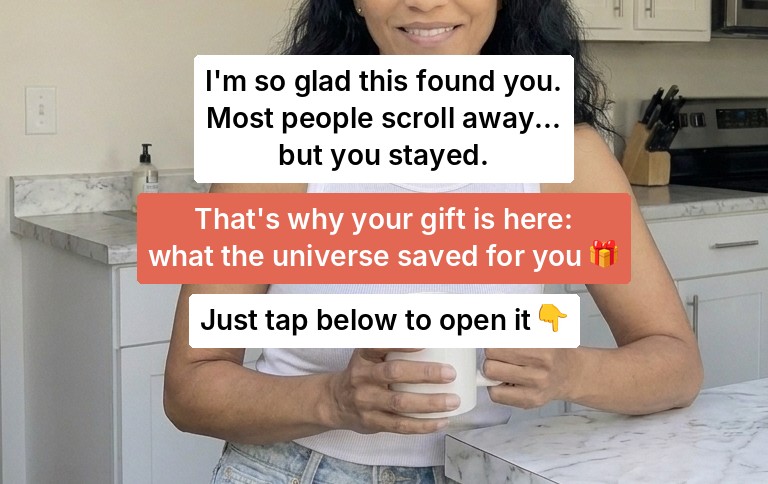 I'm so glad this found you.
Most people scroll away...
but you stayed.
That's why your gift is here:
what the universe saved for you 🎁
Just tap below to open it 👇